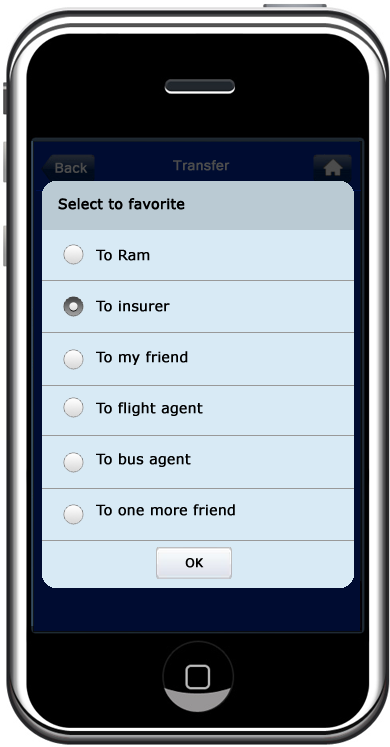 Back
Transfer
Select to favorite
To Ram
To insurer
To my friend
To flight agent
To bus agent
To one more friend
OK